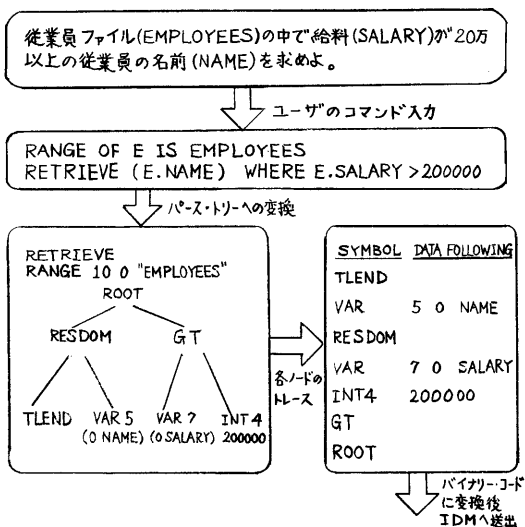 従業員ファイル(EMPLOYEES)の中で給料(SALARY)が20万
以上の従業員の名前(NAME)を求めよ。
ユーザのコマンド入力
RANGE OF E IS EMPLOYEES
RETRIEVE (E.NAME) WHERE E.SALARY >200000
パース・トリーへの変換
RETRIEVE
RANGE 10 0 "EMPLOYEES"
ROOT
RESDOM GT
TLEND VAR 5 VAR 7 INT 4
(0 NAME) (0 SALARY) 200000
各ノードの
トレース
SYMBOL DATA FOLLOWING
TLEND
VAR 5 0 NAME
RESDOM
VAR 7 0 SALARY
INT4 200000
GT
ROOT
バイナリー・コード
に変換後
IDMへ送出